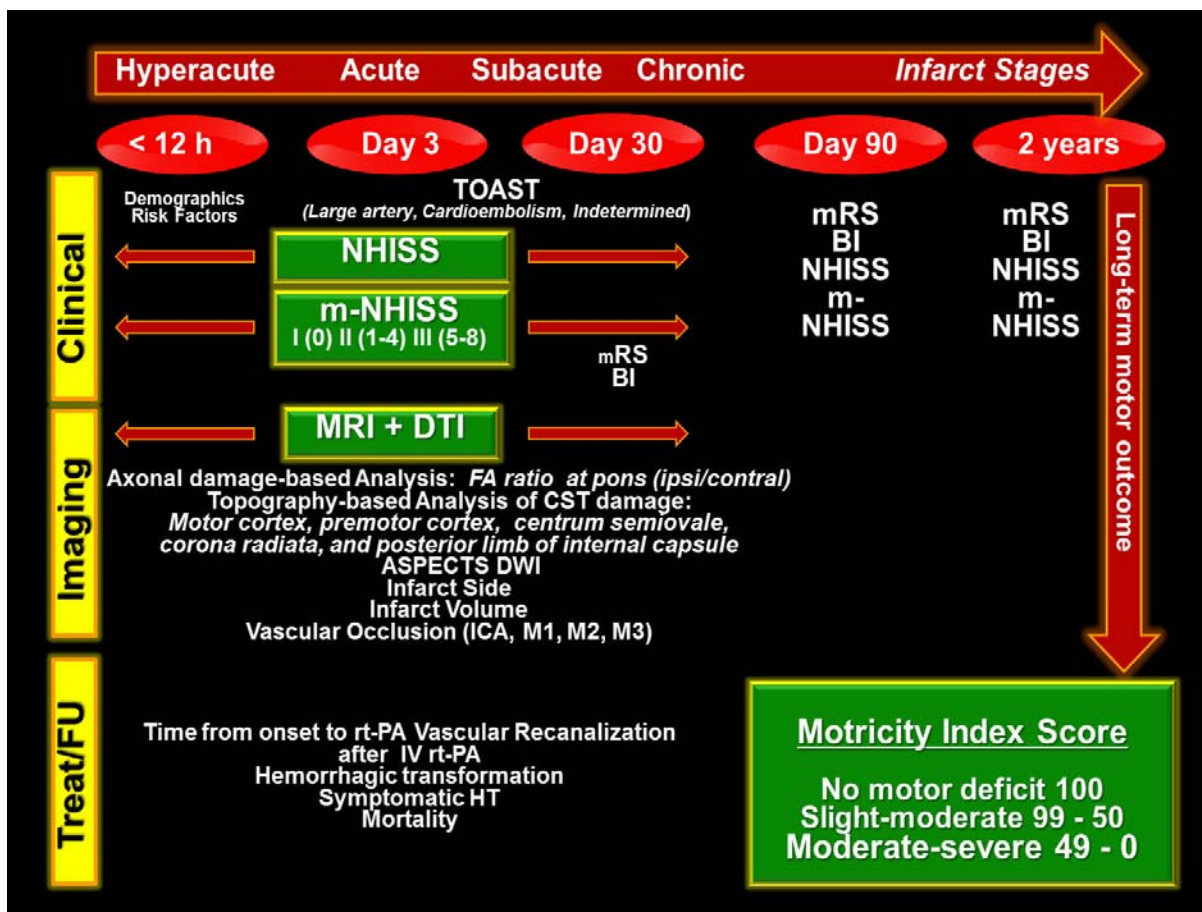 Hyperacute Acute Subacute Chronic Infarct Stages
< 12 h Day 3 Day 30 Day 90 2 years
Clinical
Demographics
Risk Factors
TOAST
(Large artery, Cardioembolism, Indetermined)
NHISS
m-NHISS
I (0) II (1-4) III (5-8)
mRS
BI
mRS
BI
NHISS
m-
NHISS
mRS
BI
NHISS
m-
NHISS
Long-term motor outcome
Imaging
MRI + DTI
Axonal damage-based Analysis: FA ratio at pons (ipsi/contral)
Topography-based Analysis of CST damage:
Motor cortex, premotor cortex, centrum semiovale,
corona radiata, and posterior limb of internal capsule
ASPECTS DWI
Infarct Side
Infarct Volume
Vascular Occlusion (ICA, M1, M2, M3)
Treat/FU
Time from onset to rt-PA Vascular Recanalization
after IV rt-PA
Hemorrhagic transformation
Symptomatic HT
Mortality
Motricity Index Score
No motor deficit 100
Slight-moderate 99 - 50
Moderate-severe 49 - 0